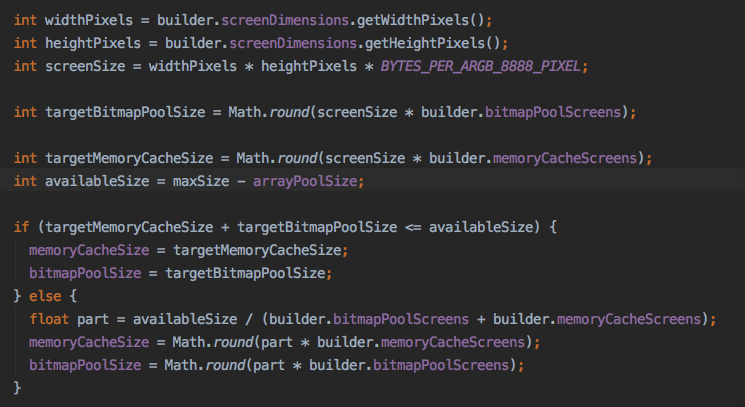 int widthPixels = builder.screenDimensions.getWidthPixels();
int heightPixels = builder.screenDimensions.getHeightPixels();
int screenSize = widthPixels * heightPixels * BYTES_PER_ARGB_8888_PIXEL;
int targetBitmapPoolSize = Math.round(screenSize * builder.bitmapPoolScreens);
int targetMemoryCacheSize = Math.round(screenSize * builder.memoryCacheScreens);
int availableSize = maxSize - arrayPoolSize;
if (targetMemoryCacheSize + targetBitmapPoolSize <= availableSize) {
  memoryCacheSize = targetMemoryCacheSize;
  bitmapPoolSize = targetBitmapPoolSize;
} else {
  float part = availableSize / (builder.bitmapPoolScreens + builder.memoryCacheScreens);
  memoryCacheSize = Math.round(part * builder.memoryCacheScreens);
  bitmapPoolSize = Math.round(part * builder.bitmapPoolScreens);
}